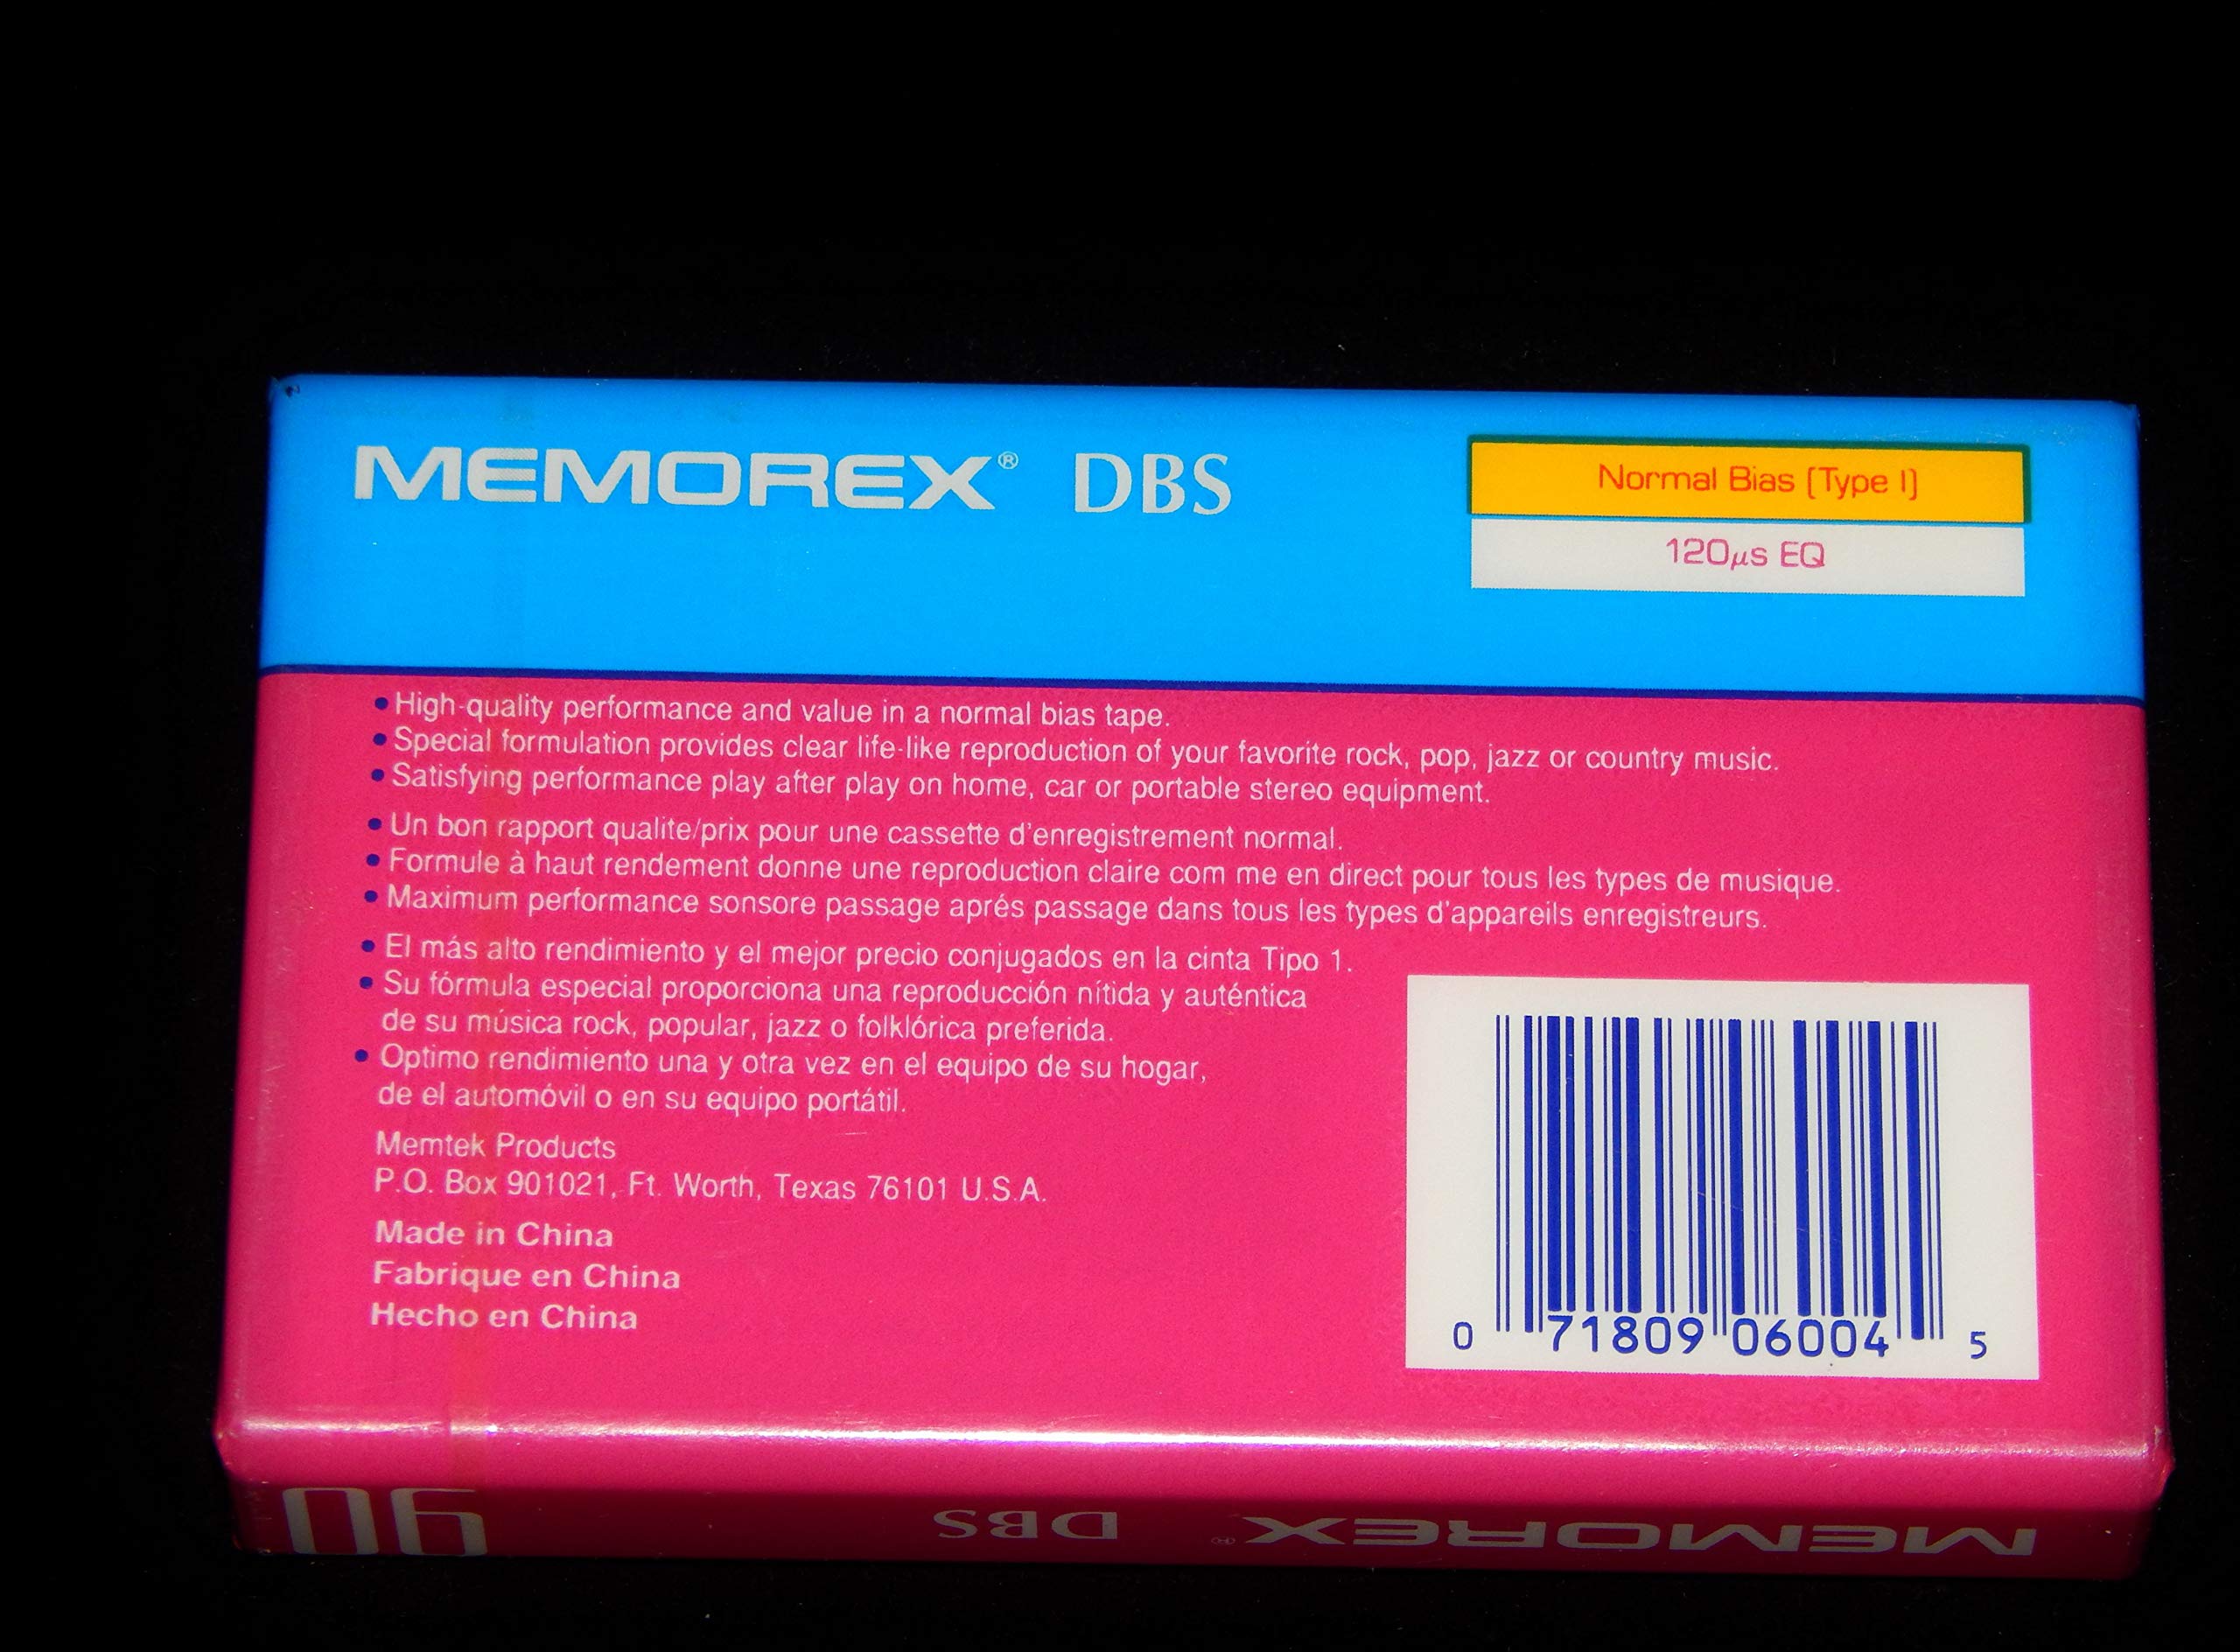 MEMOREX® DBS
Normal Bias (Type I)
120µs EQ
• High-quality performance and value in a normal bias tape.
• Special formulation provides clear life-like reproduction of your favorite rock, pop, jazz or country music.
• Satisfying performance play after play on home, car or portable stereo equipment.
• Un bon rapport qualite/prix pour une cassette d'enregistrement normal.
• Formule à haut rendement donne une reproduction claire com me en direct pour tous les types de musique.
• Maximum performance sonsore passage aprés passage dans tous les types d'appareils enregistreurs.
• El más alto rendimiento y el mejor precio conjugados en la cinta Tipo 1.
• Su fórmula especial proporciona una reproducción nítida y auténtica
de su música rock, popular, jazz o folklórica preferida.
• Optimo rendimiento una y otra vez en el equipo de su hogar,
de el automóvil o en su equipo portátil.
Memtek Products
P.O. Box 901021, Ft. Worth, Texas 76101 U.S.A.
Made in China
Fabrique en China
Hecho en China
0 71809 06004 5
MEMOREX® DBS 90